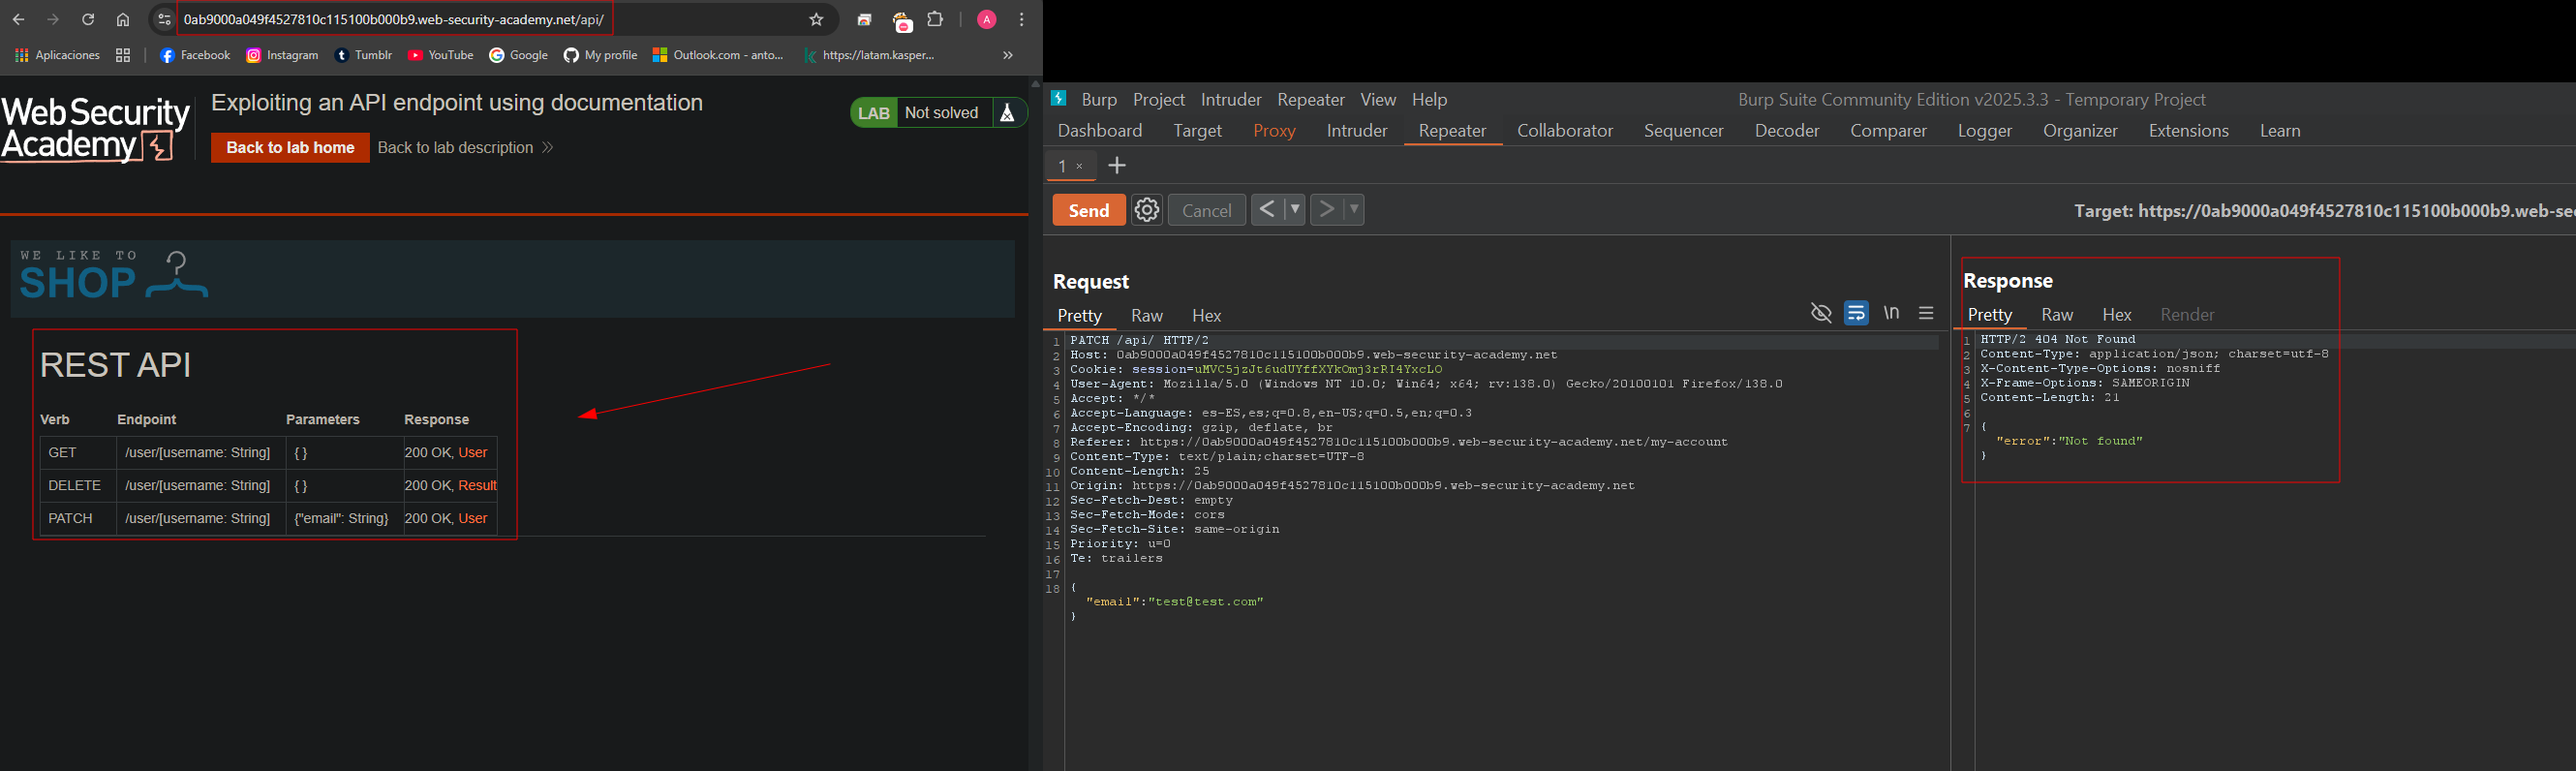 0ab9000a049f4527810c115100b000b9.web-security-academy.net/api/
A
Aplicaciones
Facebook
Instagram
Tumblr
YouTube
Google
My profile
Outlook.com - anto...
https://latam.kasper...
»
Web Security
Academy
Exploiting an API endpoint using documentation
Back to lab home
Back to lab description
LAB
Not solved
WE LIKE TO
SHOP
REST API
Verb Endpoint Parameters Response
GET /user/[username: String] { } 200 OK, User
DELETE /user/[username: String] { } 200 OK, Result
PATCH /user/[username: String] {"email": String} 200 OK, User
Burp Project Intruder Repeater View Help
Burp Suite Community Edition v2025.3.3 - Temporary Project
Dashboard Target Proxy Intruder Repeater Collaborator Sequencer Decoder Comparer Logger Organizer Extensions Learn
1 × +
Send Cancel < >
Target: https://0ab9000a049f4527810c115100b000b9.web-se
Request
Pretty Raw Hex
\n
1 PATCH /api/ HTTP/2
2 Host: 0ab9000a049f4527810c115100b000b9.web-security-academy.net
3 Cookie: session=uMVC5jzJt6udUYffXYkOmj3rRI4YxcLO
4 User-Agent: Mozilla/5.0 (Windows NT 10.0; Win64; x64; rv:138.0) Gecko/20100101 Firefox/138.0
5 Accept: */*
6 Accept-Language: es-ES,es;q=0.8,en-US;q=0.5,en;q=0.3
7 Accept-Encoding: gzip, deflate, br
8 Referer: https://0ab9000a049f4527810c115100b000b9.web-security-academy.net/my-account
9 Content-Type: text/plain;charset=UTF-8
10 Content-Length: 25
11 Origin: https://0ab9000a049f4527810c115100b000b9.web-security-academy.net
12 Sec-Fetch-Dest: empty
13 Sec-Fetch-Mode: cors
14 Sec-Fetch-Site: same-origin
15 Priority: u=0
16 Te: trailers
17
18 {
"email":"test@test.com"
}
Response
Pretty Raw Hex Render
1 HTTP/2 404 Not Found
2 Content-Type: application/json; charset=utf-8
3 X-Content-Type-Options: nosniff
4 X-Frame-Options: SAMEORIGIN
5 Content-Length: 21
6
7 {
"error":"Not found"
}